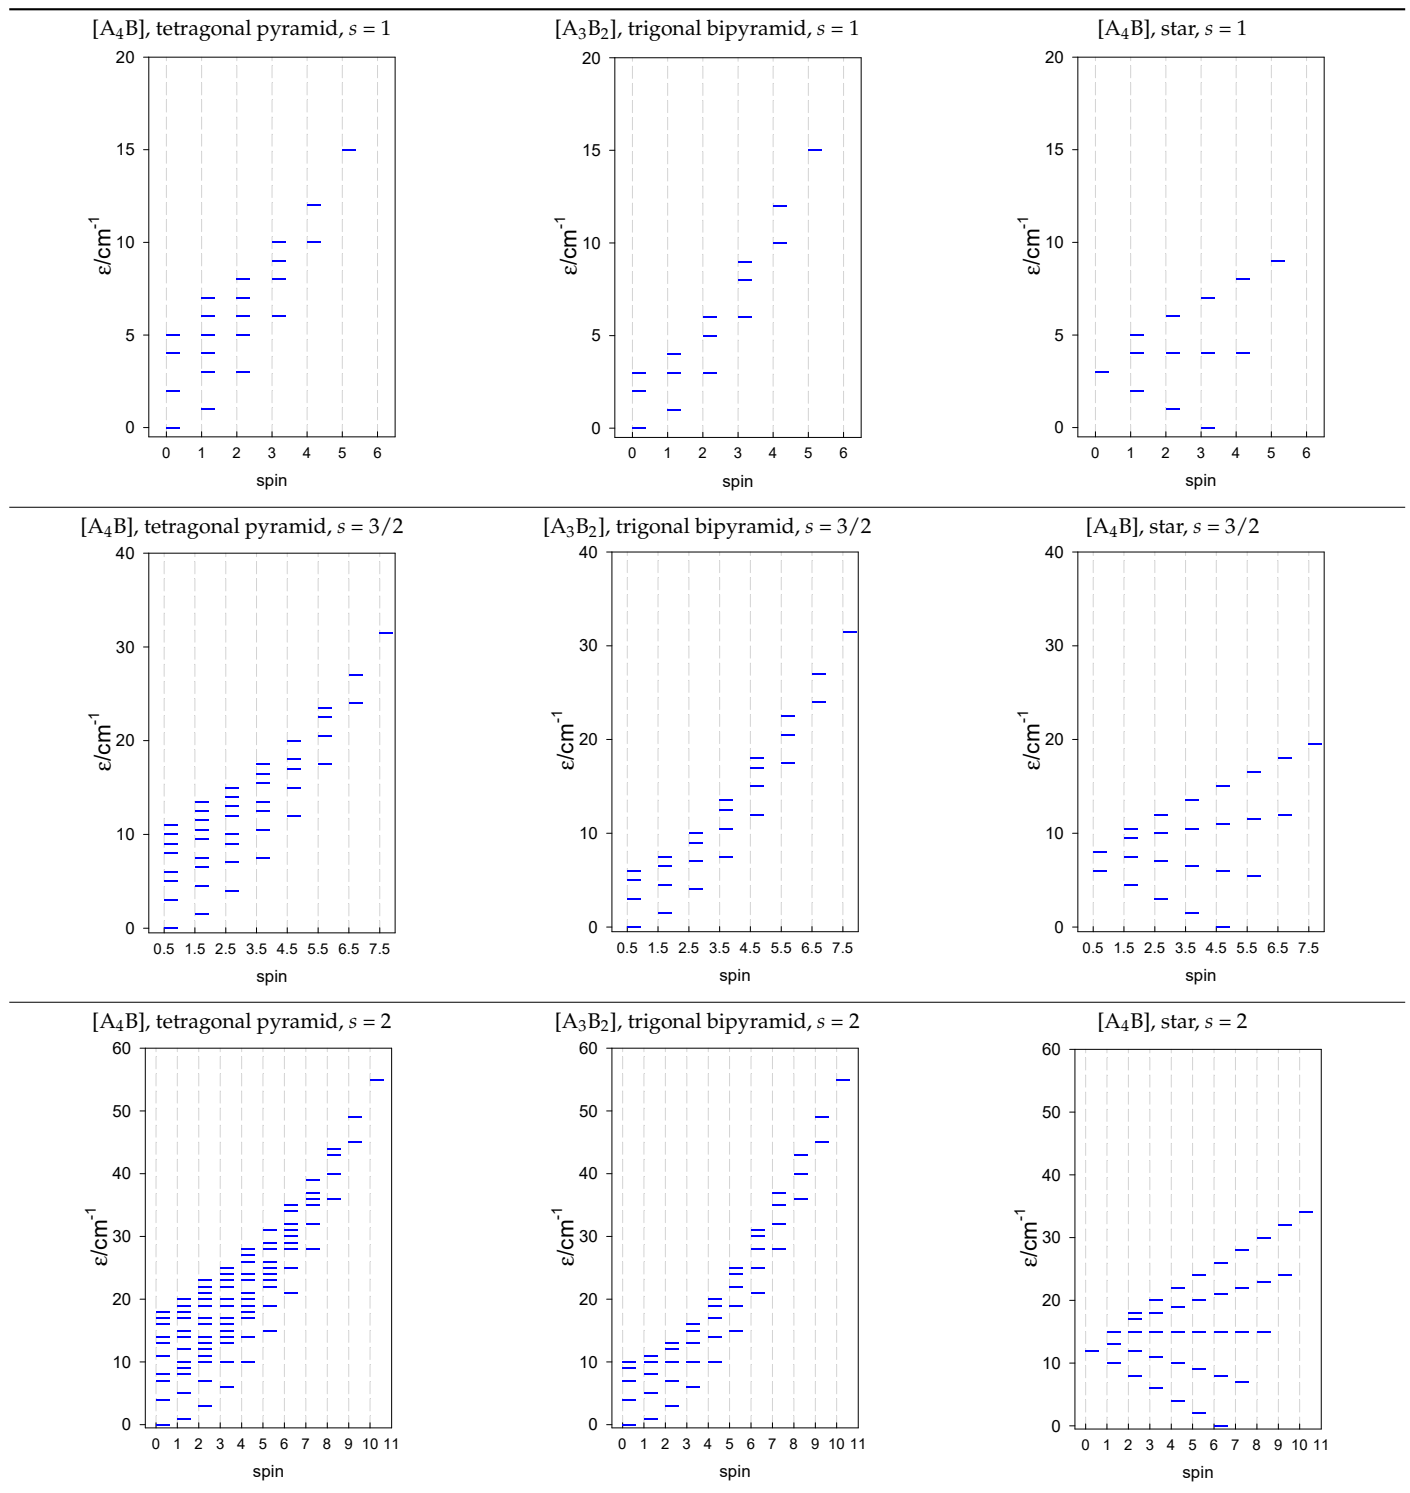 [A₄B], tetragonal pyramid, s = 1
20
15
10
5
0
ε/cm⁻¹
0 1 2 3 4 5 6
spin
[A₃B₂], trigonal bipyramid, s = 1
20
15
10
5
0
ε/cm⁻¹
0 1 2 3 4 5 6
spin
[A₄B], star, s = 1
20
15
10
5
0
ε/cm⁻¹
0 1 2 3 4 5 6
spin
[A₄B], tetragonal pyramid, s = 3/2
40
30
20
10
0
ε/cm⁻¹
0.5 1.5 2.5 3.5 4.5 5.5 6.5 7.5
spin
[A₃B₂], trigonal bipyramid, s = 3/2
40
30
20
10
0
ε/cm⁻¹
0.5 1.5 2.5 3.5 4.5 5.5 6.5 7.5
spin
[A₄B], star, s = 3/2
40
30
20
10
0
ε/cm⁻¹
0.5 1.5 2.5 3.5 4.5 5.5 6.5 7.5
spin
[A₄B], tetragonal pyramid, s = 2
60
50
40
30
20
10
0
ε/cm⁻¹
0 1 2 3 4 5 6 7 8 9 10 11
spin
[A₃B₂], trigonal bipyramid, s = 2
60
50
40
30
20
10
0
ε/cm⁻¹
0 1 2 3 4 5 6 7 8 9 10 11
spin
[A₄B], star, s = 2
60
50
40
30
20
10
0
ε/cm⁻¹
0 1 2 3 4 5 6 7 8 9 10 11
spin